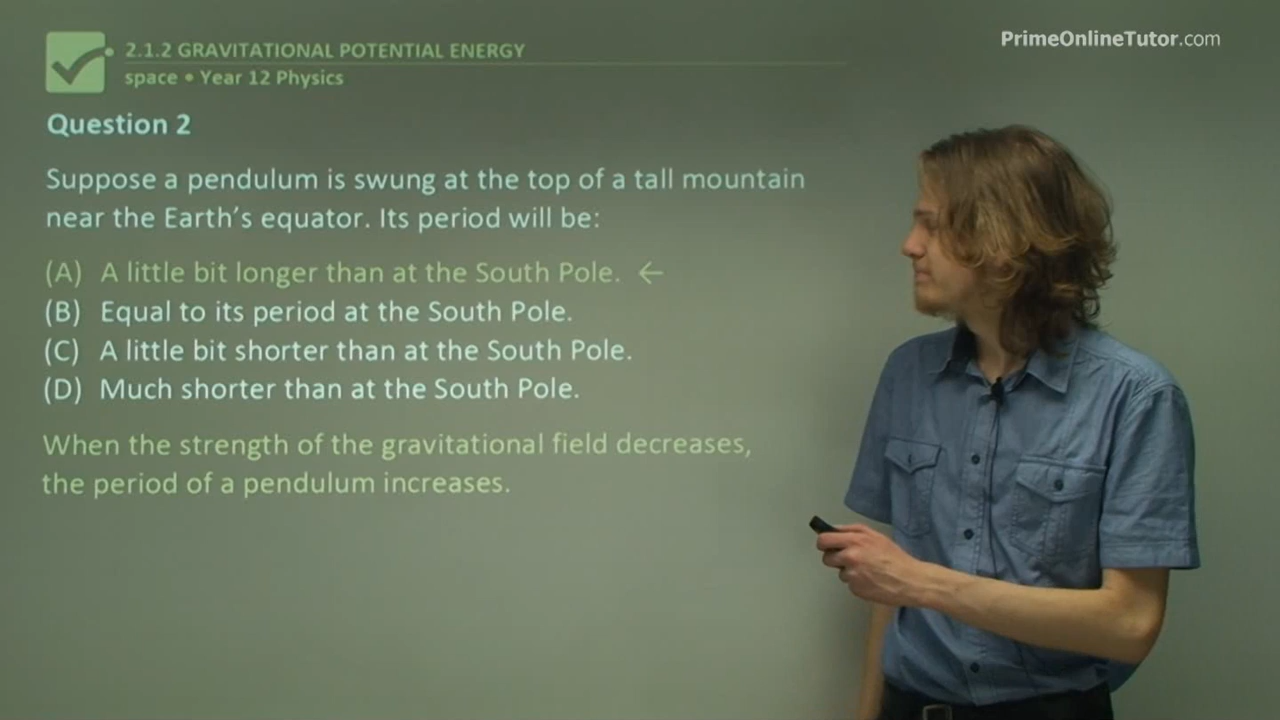 2.1.2 GRAVITATIONAL POTENTIAL ENERGY
PrimeOnlineTutor.com
space • Year 12 Physics
Question 2
Suppose a pendulum is swung at the top of a tall mountain
near the Earth's equator. Its period will be:
(A) A little bit longer than at the South Pole. ←
(B) Equal to its period at the South Pole.
(C) A little bit shorter than at the South Pole.
(D) Much shorter than at the South Pole.
When the strength of the gravitational field decreases,
the period of a pendulum increases.